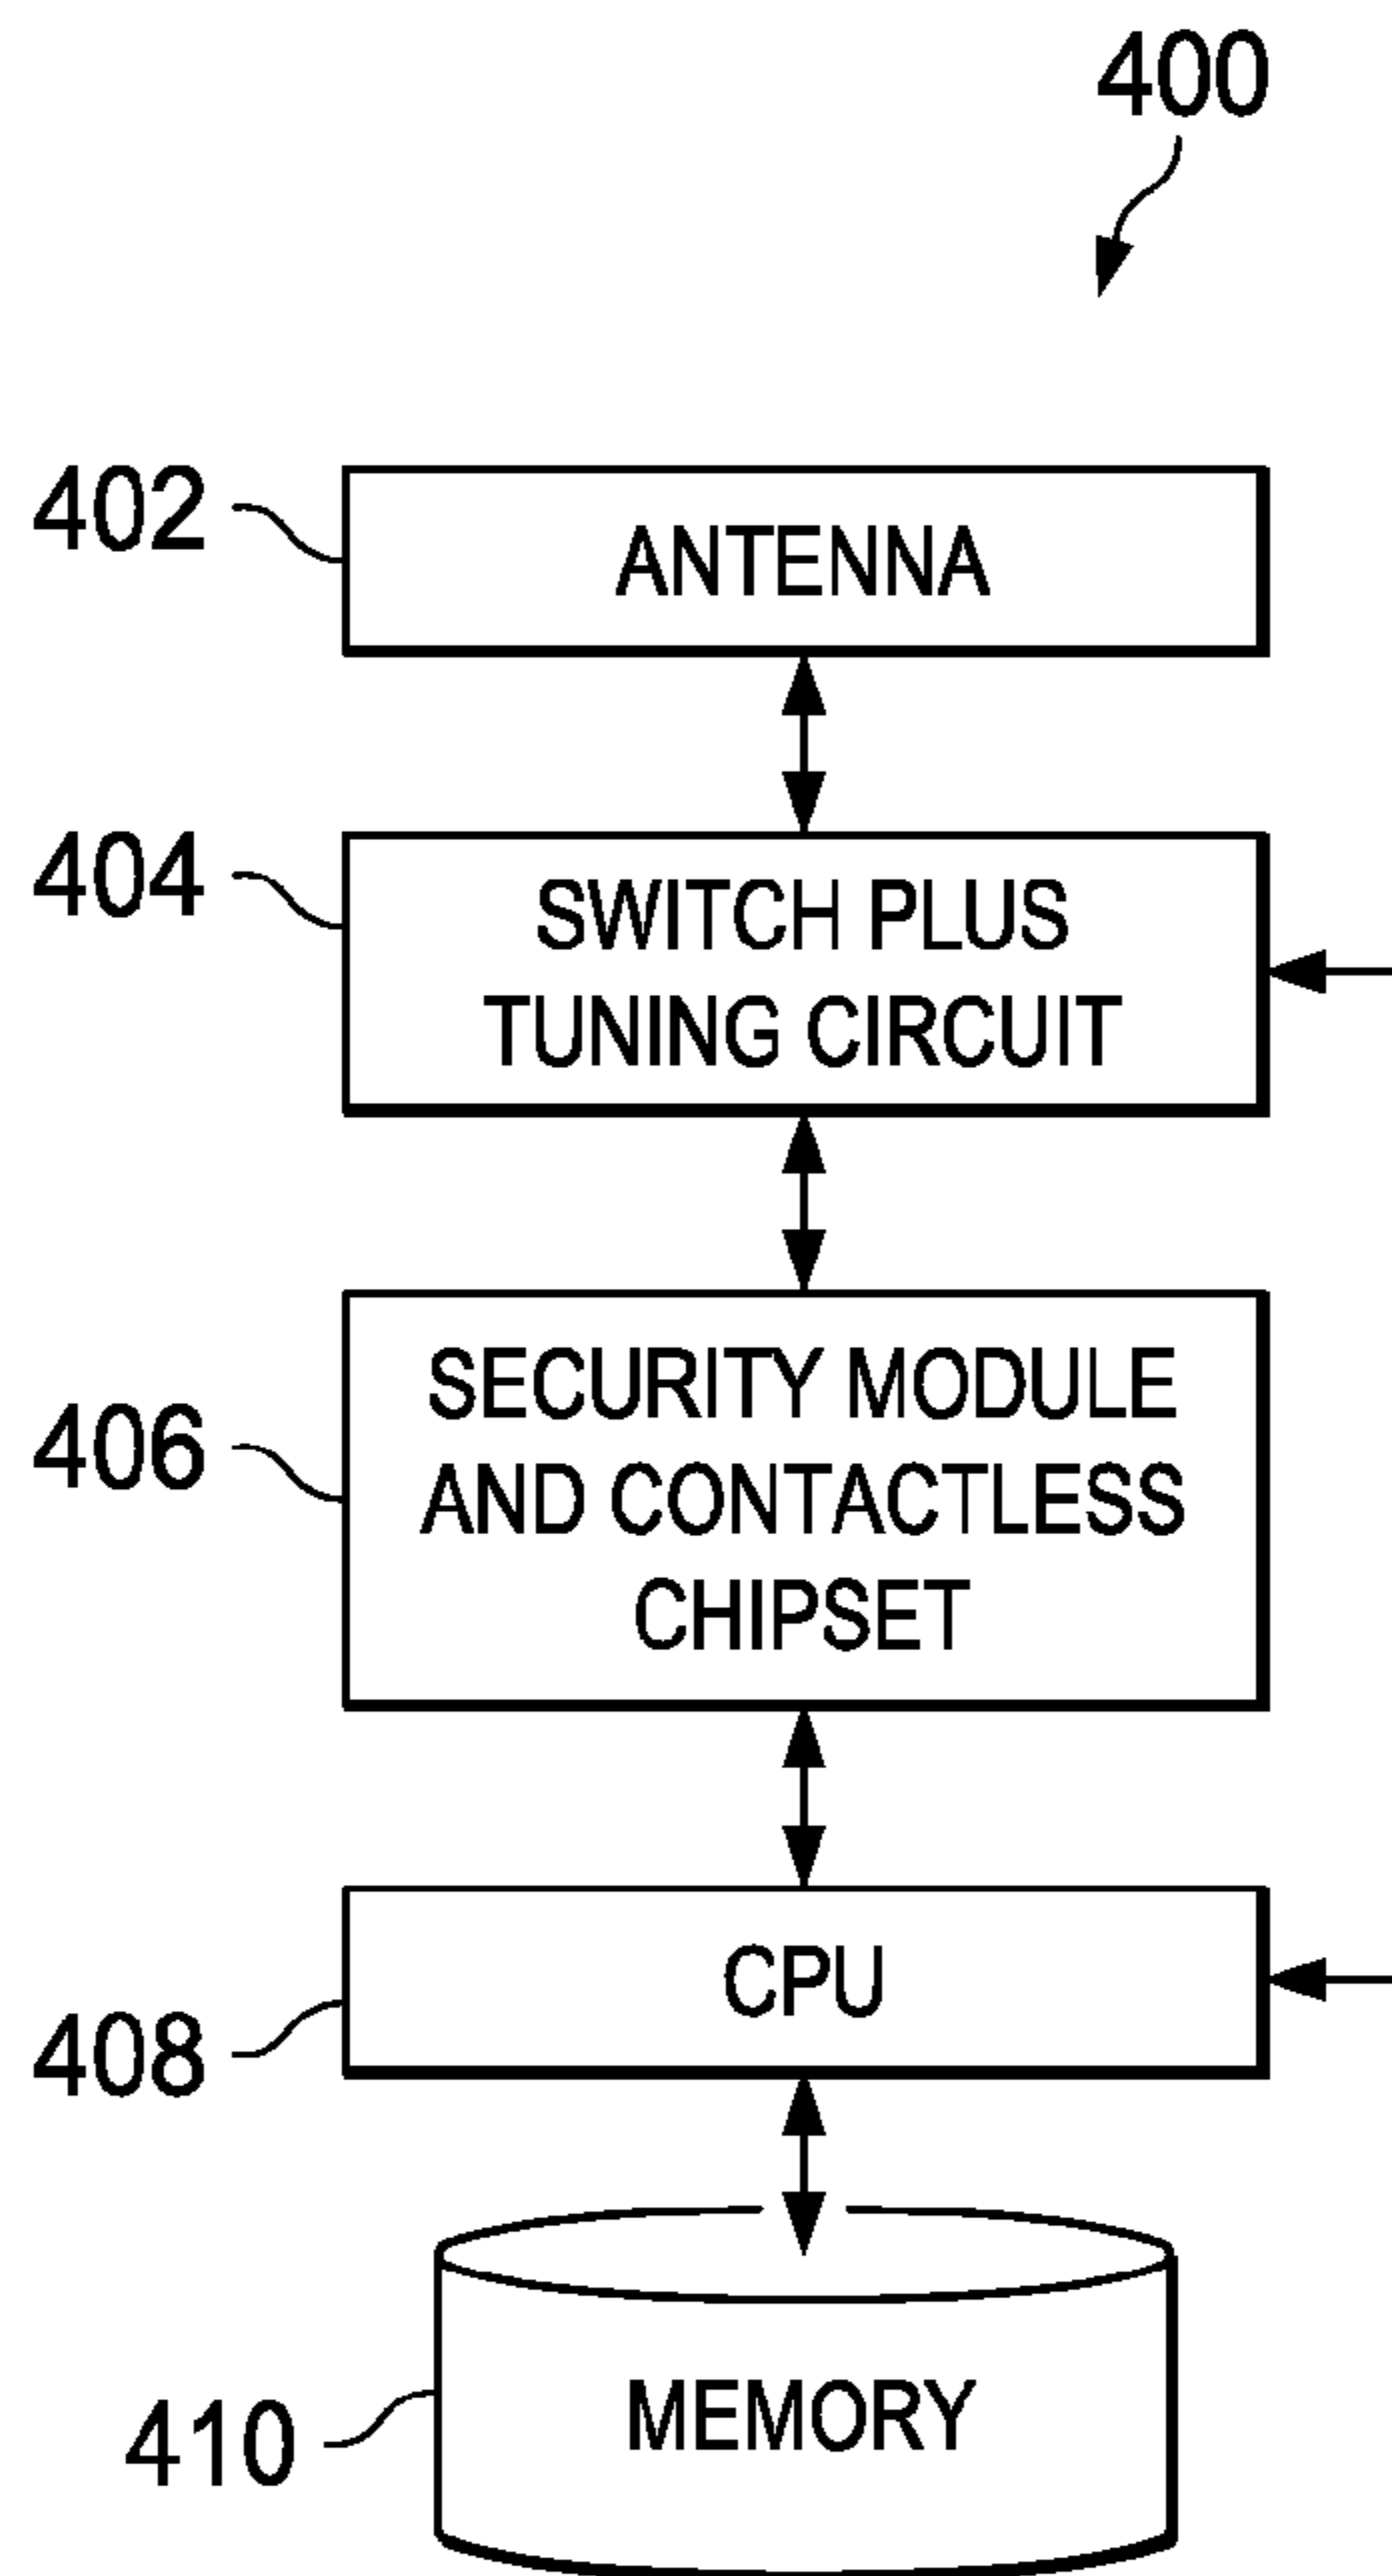 400
402
ANTENNA
404
SWITCH PLUS
TUNING CIRCUIT
406
SECURITY MODULE
AND CONTACTLESS
CHIPSET
408
CPU
410
MEMORY